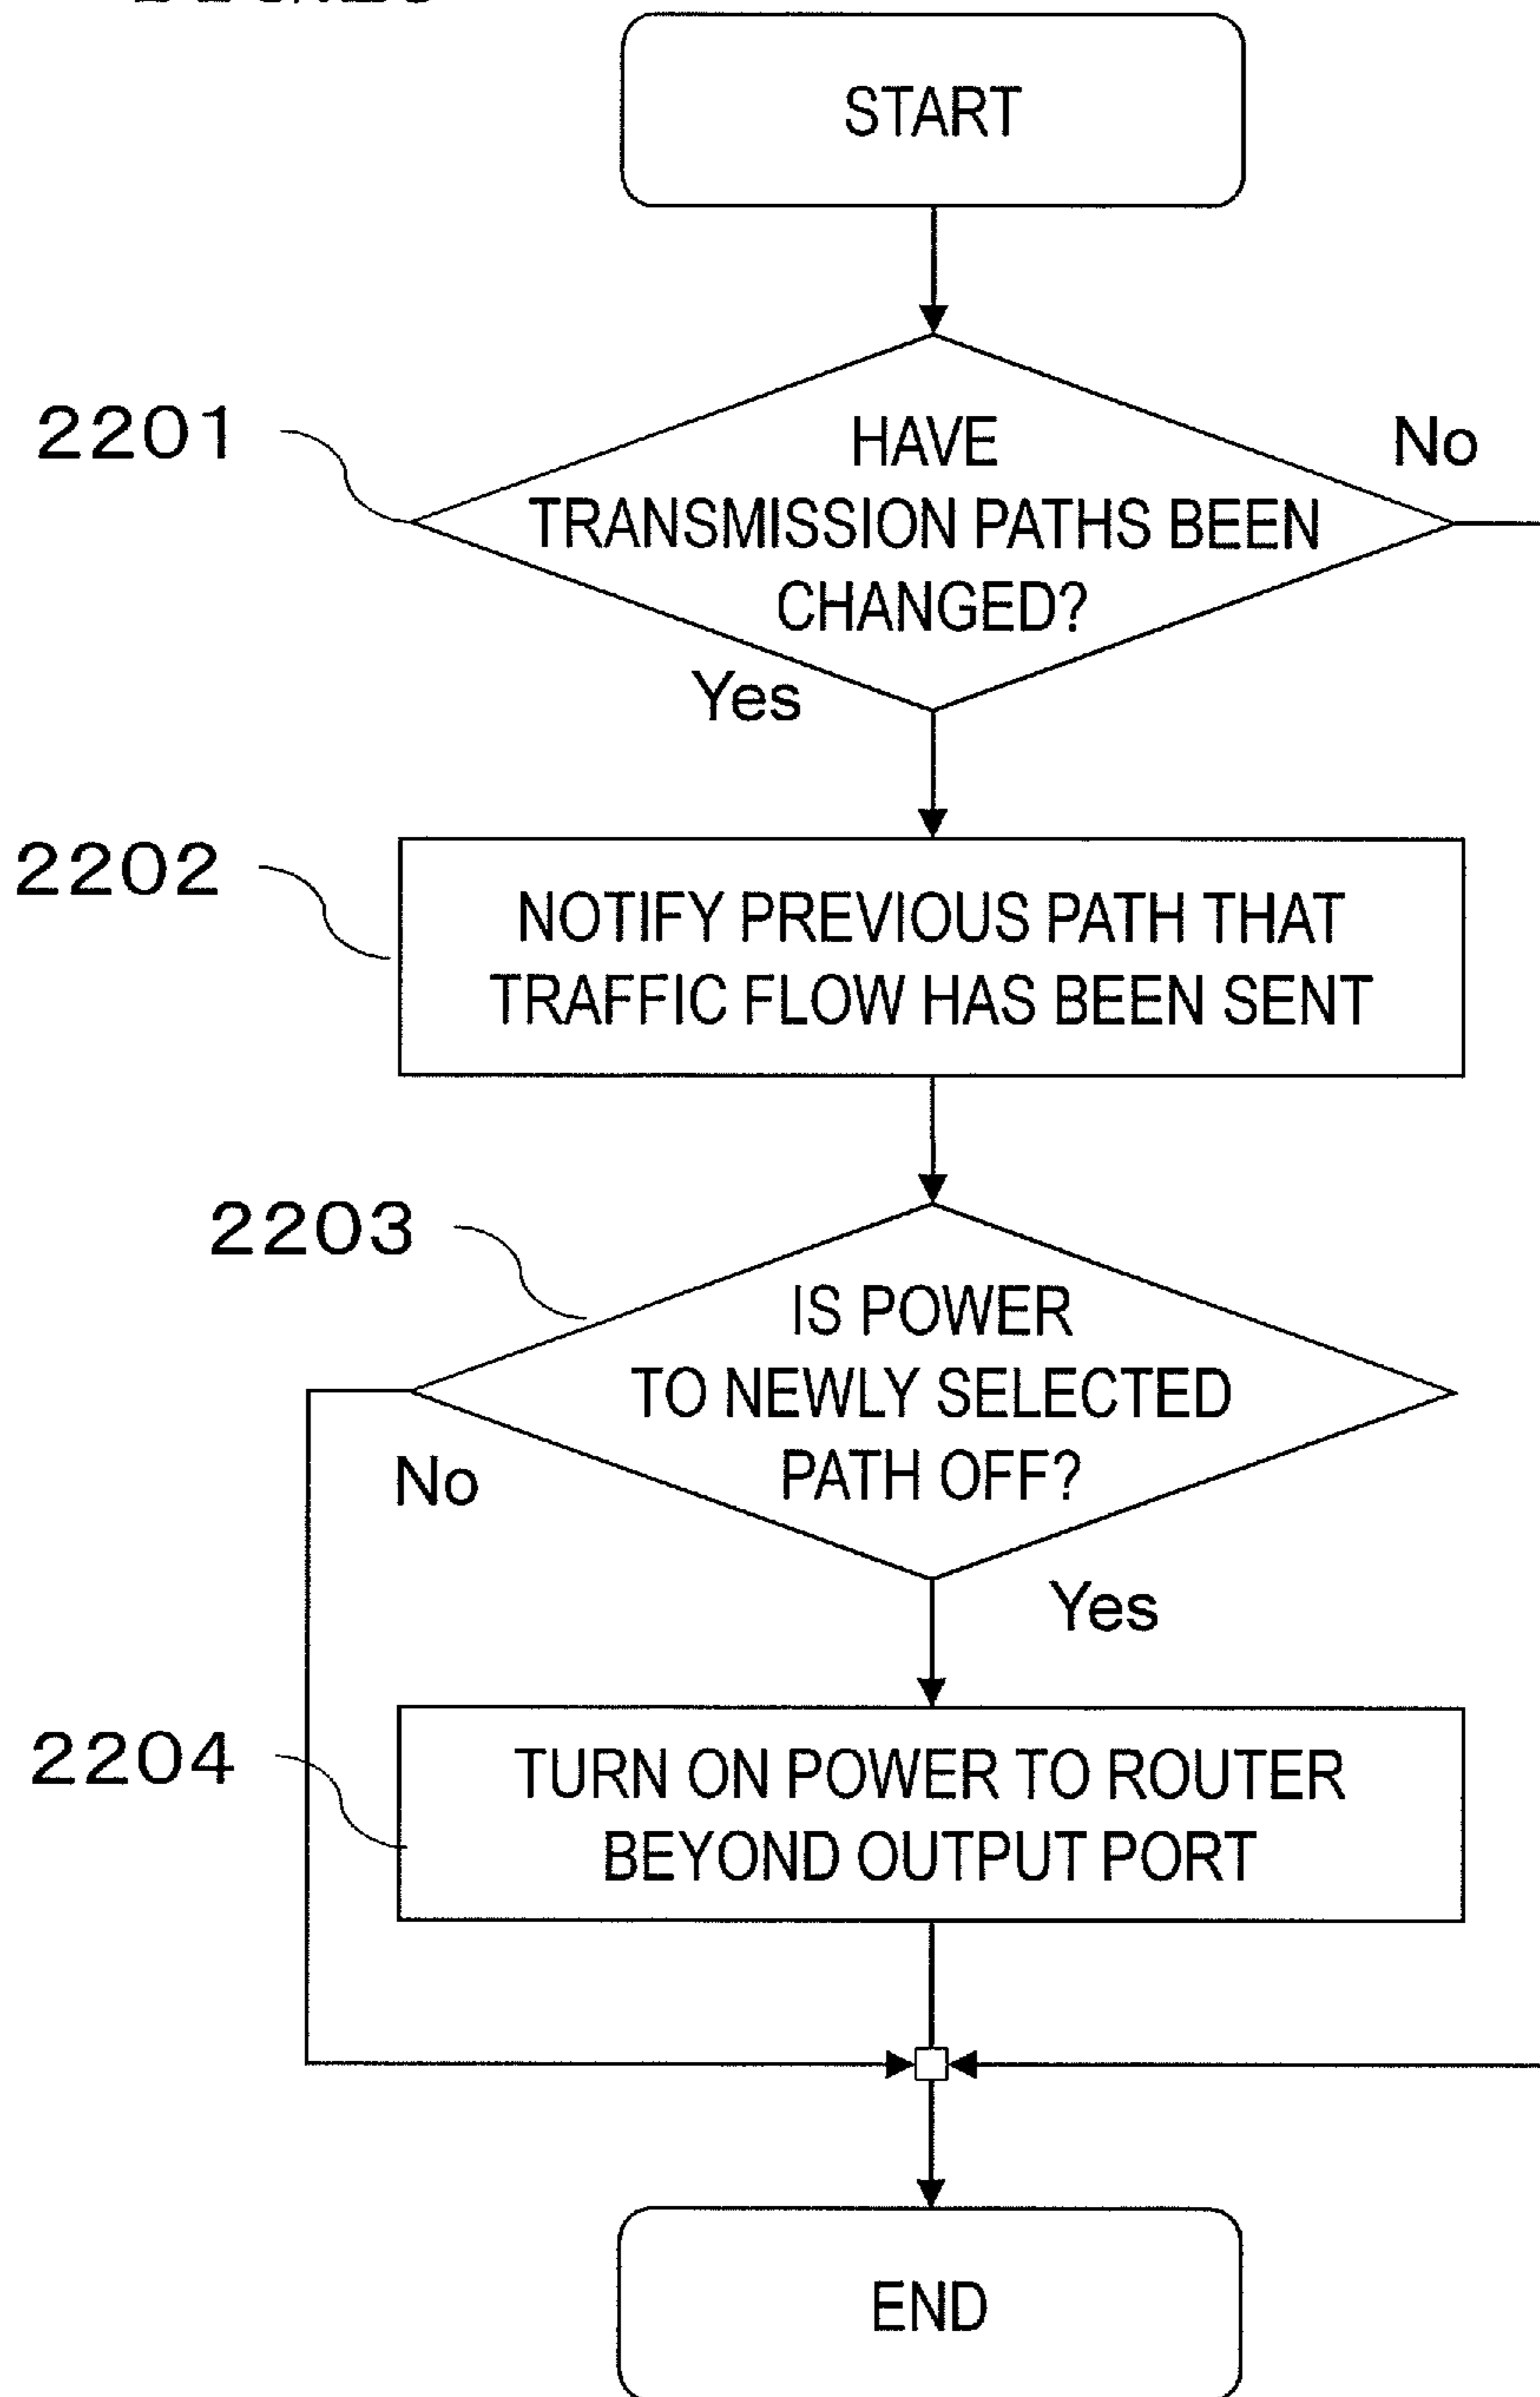 START
2201
HAVE
No
TRANSMISSION PATHS BEEN
CHANGED?
Yes
2202
NOTIFY PREVIOUS PATH THAT
TRAFFIC FLOW HAS BEEN SENT
2203
IS POWER
TO NEWLY SELECTED
PATH OFF?
No
Yes
2204
TURN ON POWER TO ROUTER
BEYOND OUTPUT PORT
END